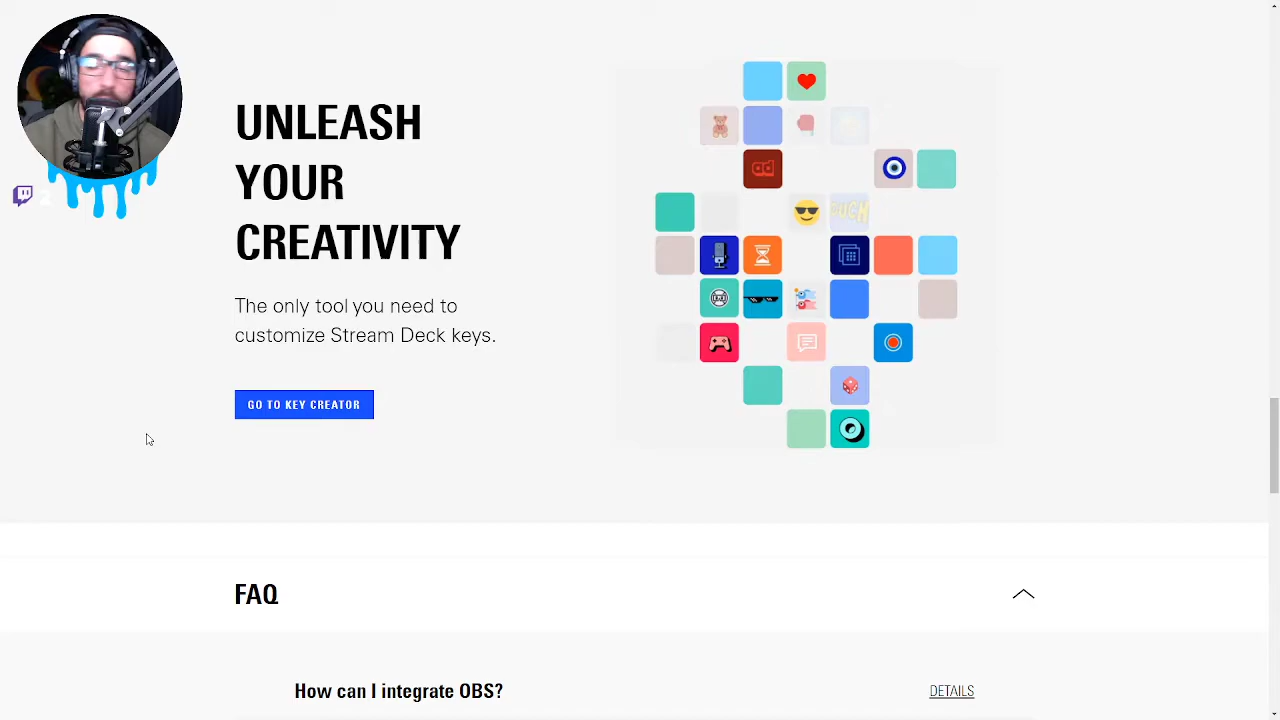 UNLEASH
YOUR
CREATIVITY
The only tool you need to
customize Stream Deck keys.
GO TO KEY CREATOR
FAQ
How can I integrate OBS?
DETAILS